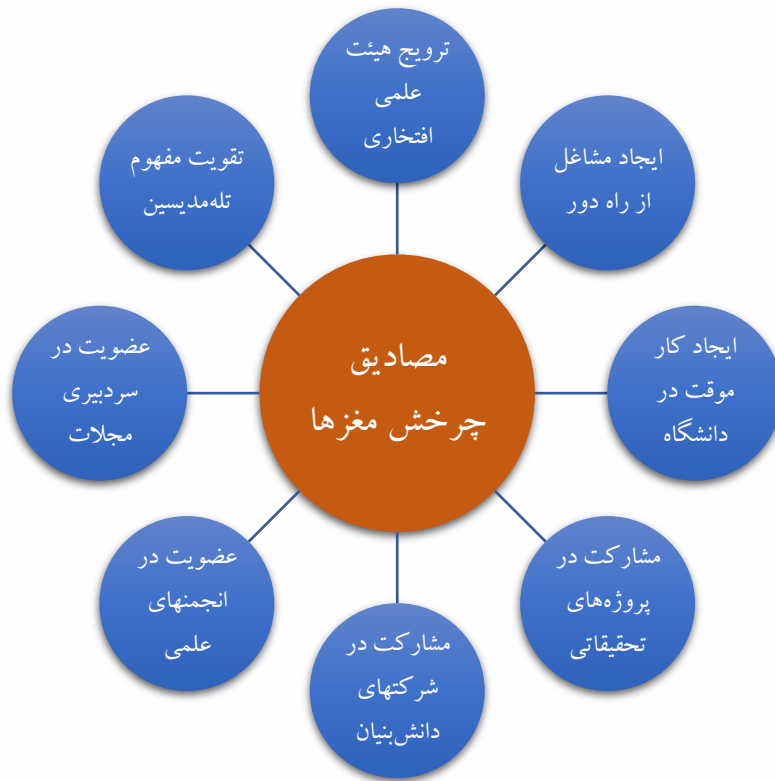 مصادیق
چرخش مغزها
ترویج هیئت
علمی
افتخاری
ایجاد مشاغل
از راه دور
ایجاد کار
موقت در
دانشگاه
مشارکت در
پروژه‌های
تحقیقاتی
مشارکت در
شرکتهای
دانش‌بنیان
عضویت در
انجمنهای
علمی
عضویت در
سردبیری
مجلات
تقویت مفهوم
تله‌مدیسین